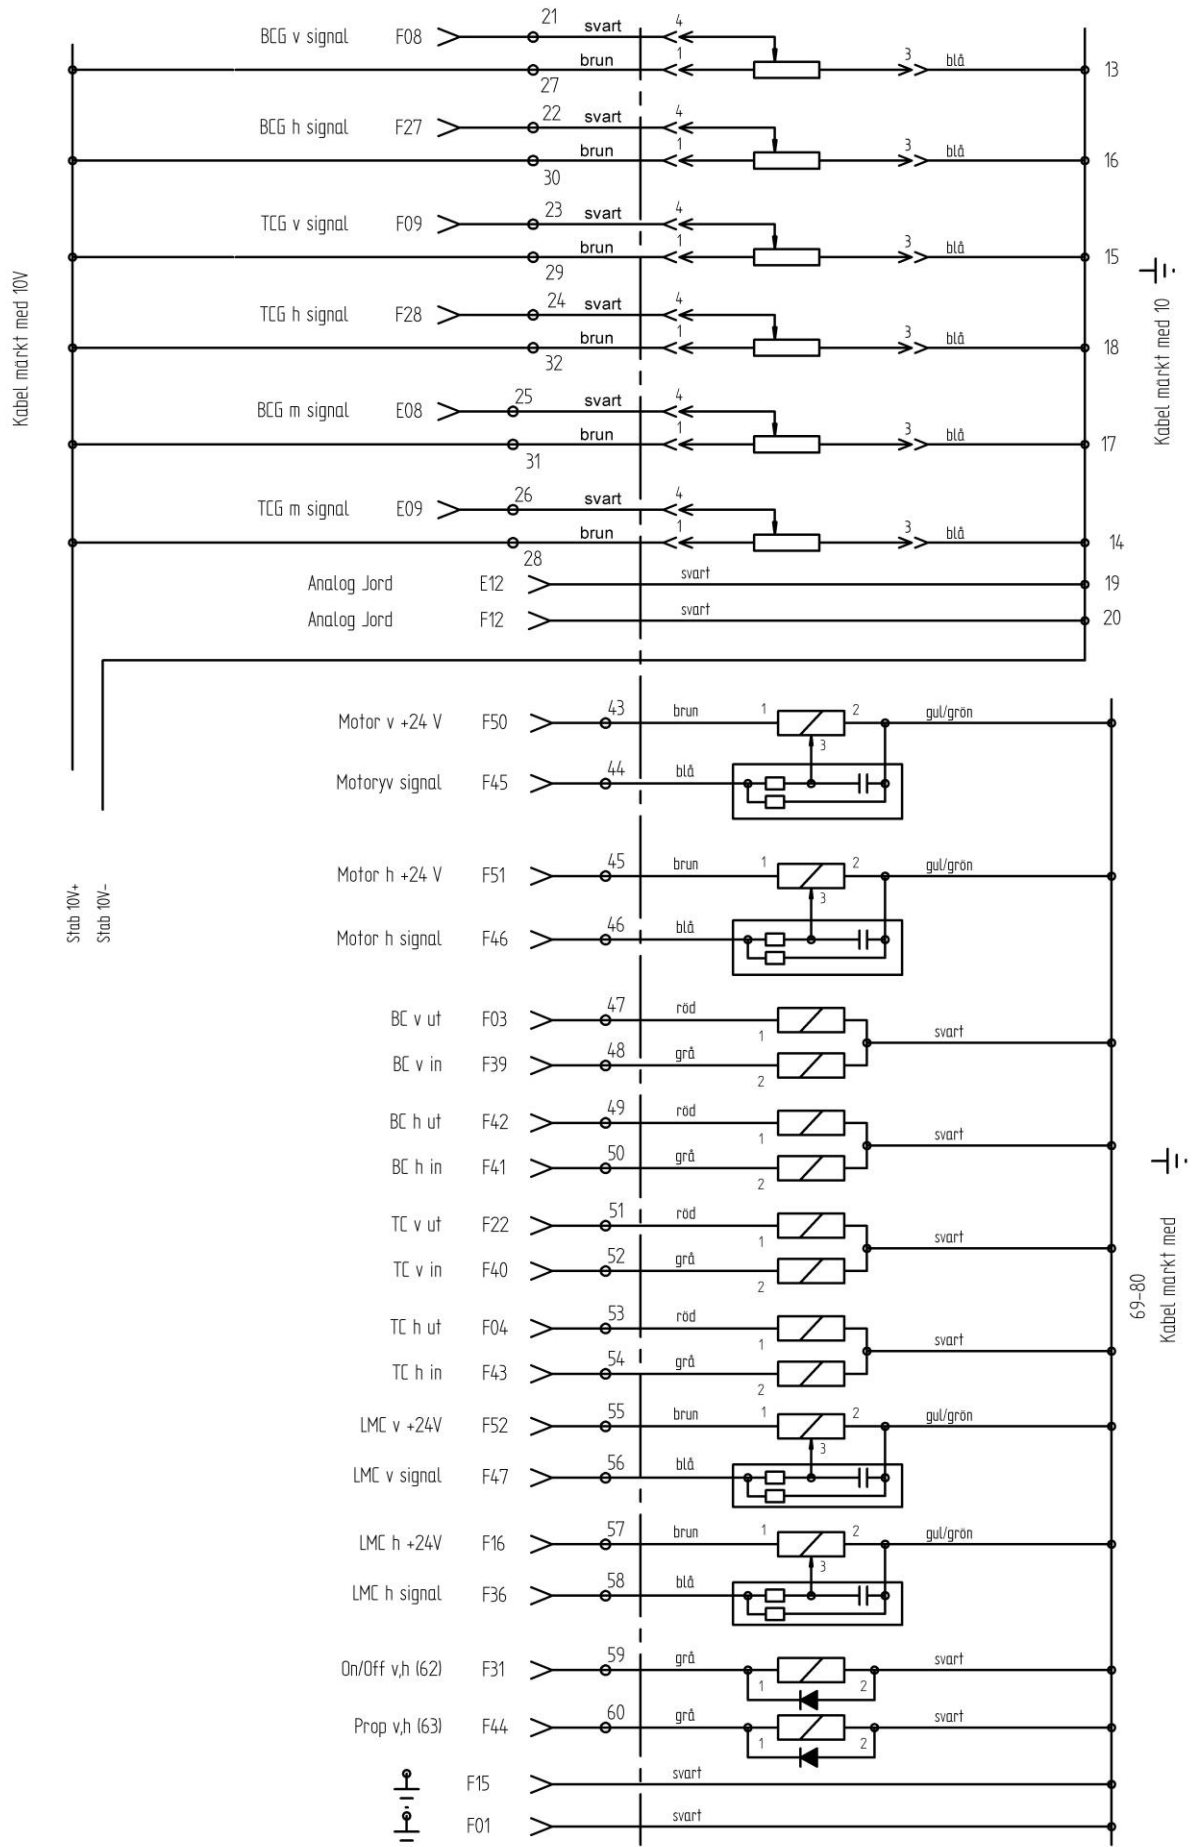 21
svart
4
BCG v signal F08
brun 1 3 blå 13
27
22
svart
4
BCG h signal F27
brun 1 3 blå 16
30
23
svart
4
TCG v signal F09
brun 1 3 blå 15
29
24
svart
4
TCG h signal F28
brun 1 3 blå 18
32
25
svart
4
BCG m signal E08
brun 1 3 blå 17
31
26
svart
4
TCG m signal E09
brun 1 3 blå 14
28
Kabel märkt med 10V
Kabel märkt med 10
Analog Jord E12 svart 19
Analog Jord F12 svart 20
Stab 10V+
Stab 10V-
Motor v +24 V F50 43 brun 1 2 gul/grön
3
Motoryv signal F45 44 blå
Motor h +24 V F51 45 brun 1 2 gul/grön
3
Motor h signal F46 46 blå
BC v ut F03 47 röd 1
svart
BC v in F39 48 grå 2
BC h ut F42 49 röd 1
svart
BC h in F41 50 grå 2
TC v ut F22 51 röd 1
svart
TC v in F40 52 grå 2
TC h ut F04 53 röd 1
svart
TC h in F43 54 grå 2
69-80
Kabel märkt med
LMC v +24V F52 55 brun 1 2 gul/grön
3
LMC v signal F47 56 blå
LMC h +24V F16 57 brun 1 2 gul/grön
3
LMC h signal F36 58 blå
On/Off v,h (62) F31 59 grå 1 2 svart
Prop v,h (63) F44 60 grå 1 2 svart
F15 svart
F01 svart